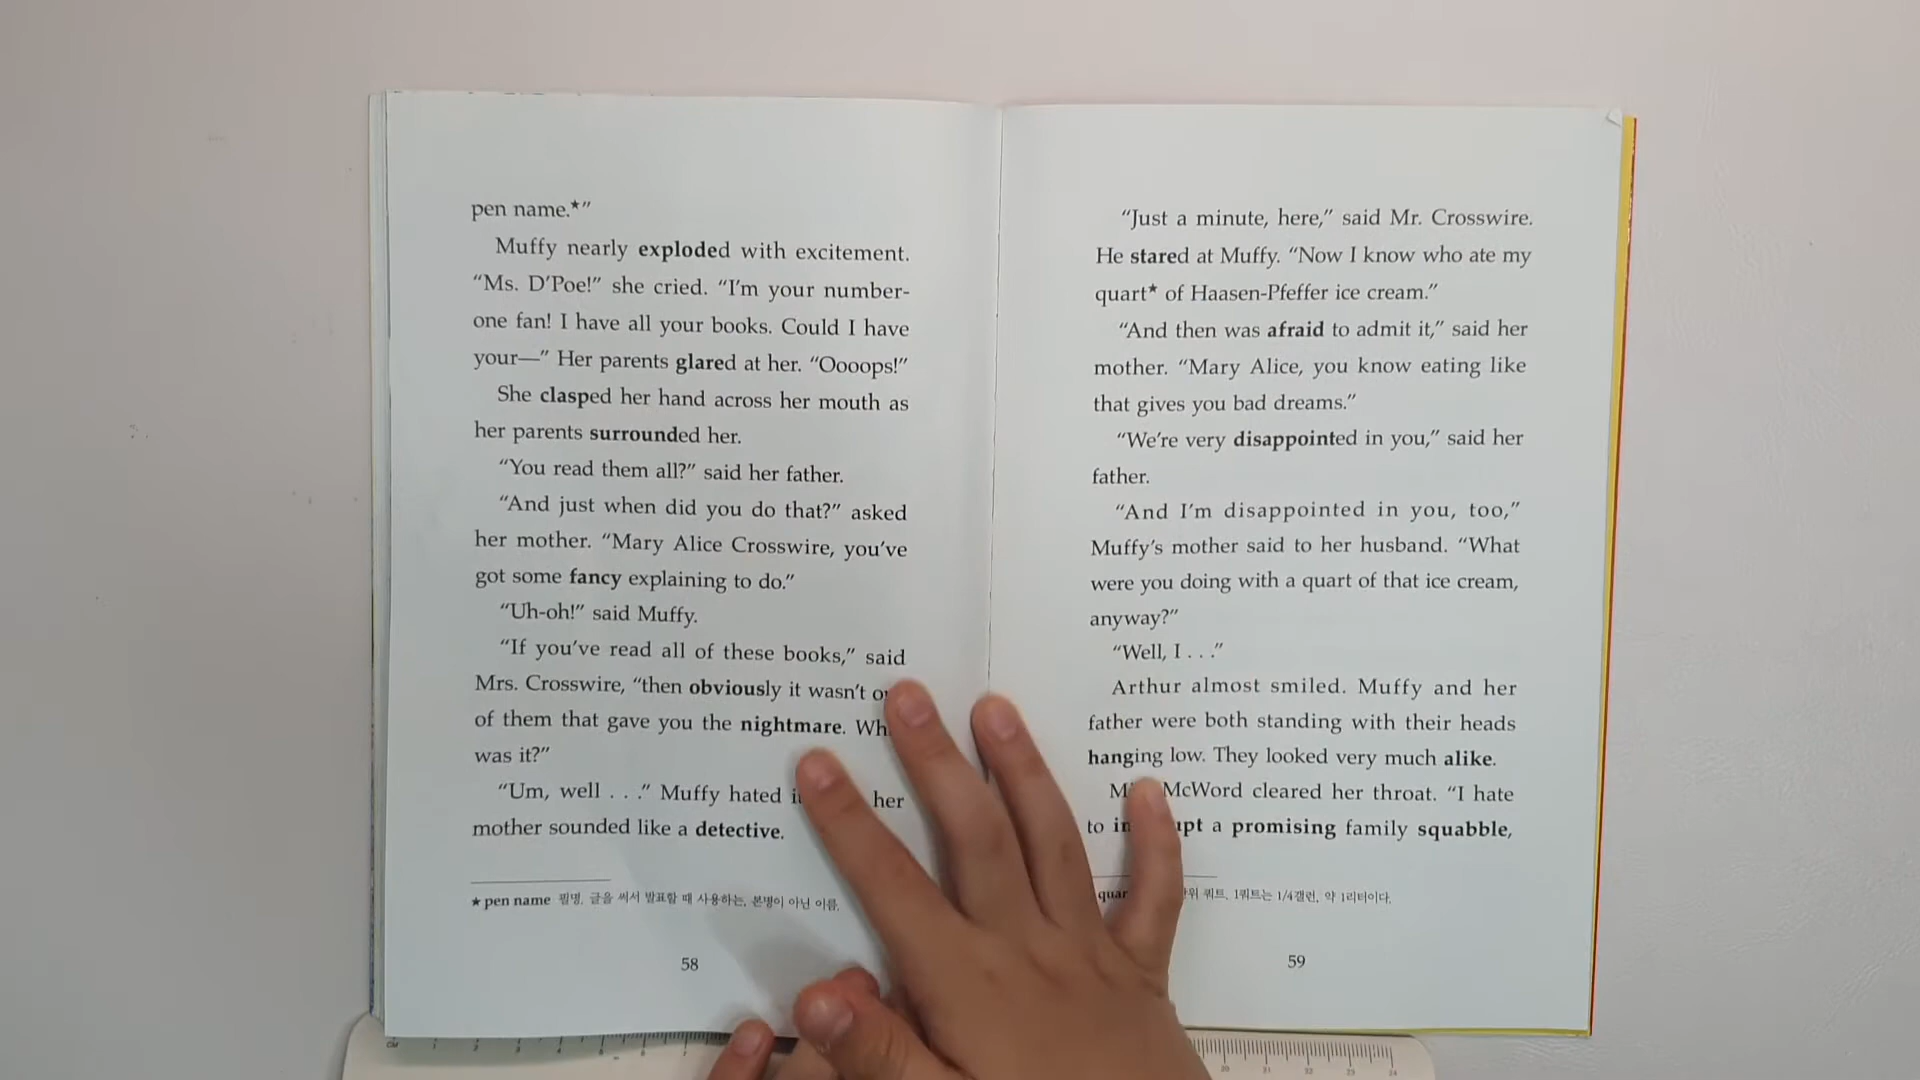 pen name.★”
Muffy nearly exploded with excitement.
“Ms. D’Poe!” she cried. “I’m your number-
one fan! I have all your books. Could I have
your—” Her parents glared at her. “Oooops!”
She clasped her hand across her mouth as
her parents surrounded her.
“You read them all?” said her father.
“And just when did you do that?” asked
her mother. “Mary Alice Crosswire, you’ve
got some fancy explaining to do.”
“Uh-oh!” said Muffy.
“If you’ve read all of these books,” said
Mrs. Crosswire, “then obviously it wasn’t
of them that gave you the nightmare.
was it?”
“Um, well . . .” Muffy hated her
mother sounded like a detective.
★ pen name 필명. 글을 써서 발표할 때 사용하는, 본명이 아닌 이름.
58
“Just a minute, here,” said Mr. Crosswire.
He stared at Muffy. “Now I know who ate my
quart★ of Haasen-Pfeffer ice cream.”
“And then was afraid to admit it,” said her
mother. “Mary Alice, you know eating like
that gives you bad dreams.”
“We’re very disappointed in you,” said her
father.
“And I’m disappointed in you, too,”
Muffy’s mother said to her husband. “What
were you doing with a quart of that ice cream,
anyway?”
“Well, I . . .”
Arthur almost smiled. Muffy and her
father were both standing with their heads
hanging low. They looked very much alike.
McWord cleared her throat. “I hate
to a promising family squabble,
쿼트, 1쿼트는 1/4갤런, 약 1리터이다.
59
CM 1 2 3 4 5 6 7
20 21 22 23 24